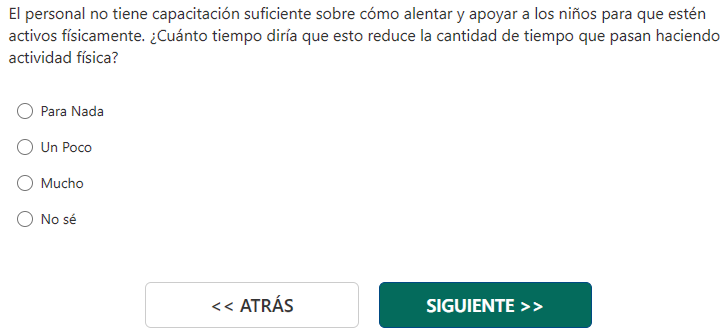 El personal no tiene capacitación suficiente sobre cómo alentar y apoyar a los niños para que estén
activos físicamente. ¿Cuánto tiempo diría que esto reduce la cantidad de tiempo que pasan haciendo
actividad física?
Para Nada
Un Poco
Mucho
No sé
<< ATRÁS
SIGUIENTE >>